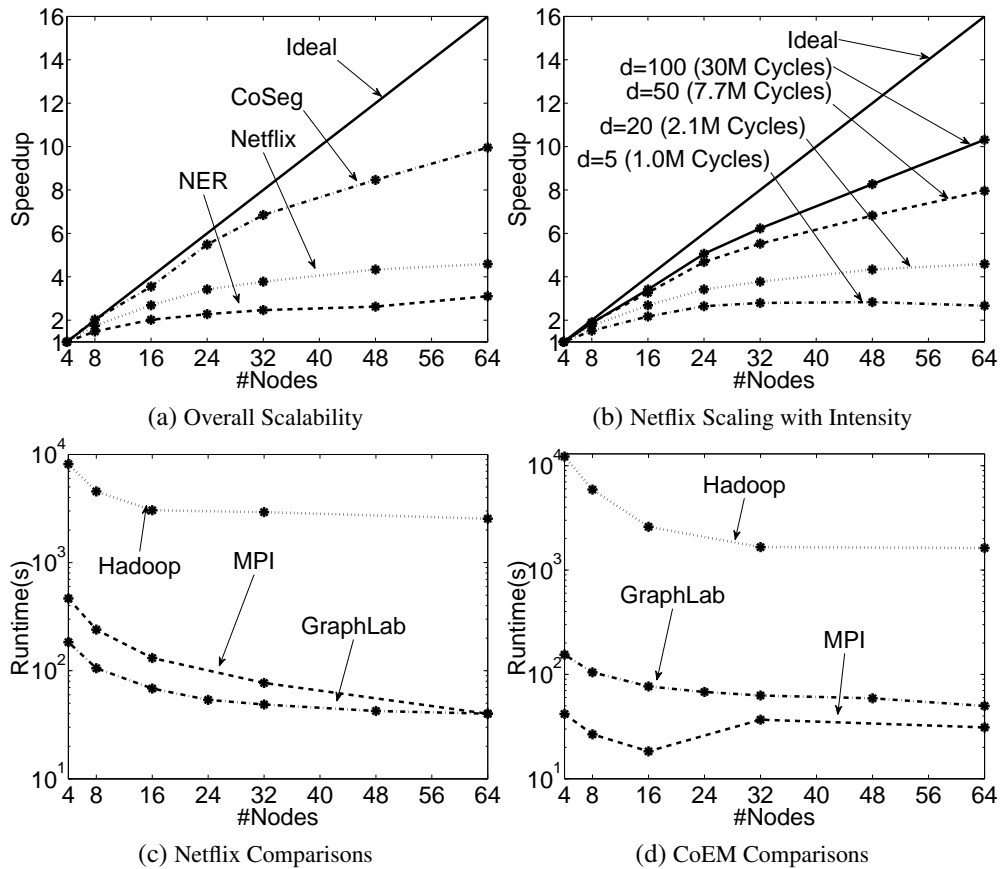 16
14
12
10
8
6
4
2
1
Speedup
Ideal
CoSeg
Netflix
NER
4 8 16 24 32 40 48 56 64
#Nodes
(a) Overall Scalability
16
14
12
10
8
6
4
2
1
Speedup
Ideal
d=100 (30M Cycles)
d=50 (7.7M Cycles)
d=20 (2.1M Cycles)
d=5 (1.0M Cycles)
4 8 16 24 32 40 48 56 64
#Nodes
(b) Netflix Scaling with Intensity
10^4
10^3
10^2
10^1
Runtime(s)
Hadoop
MPI
GraphLab
4 8 16 24 32 40 48 56 64
#Nodes
(c) Netflix Comparisons
10^4
10^3
10^2
10^1
Runtime(s)
Hadoop
GraphLab
MPI
4 8 16 24 32 40 48 56 64
#Nodes
(d) CoEM Comparisons